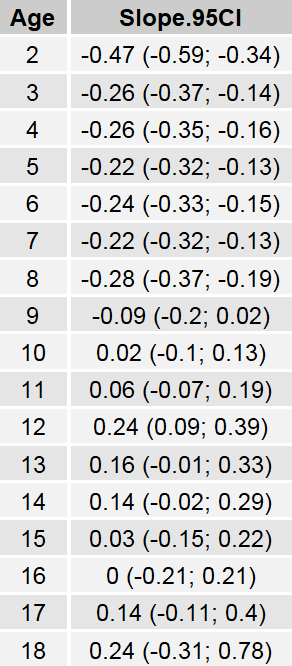 Age Slope.95CI
2 -0.47 (-0.59; -0.34)
3 -0.26 (-0.37; -0.14)
4 -0.26 (-0.35; -0.16)
5 -0.22 (-0.32; -0.13)
6 -0.24 (-0.33; -0.15)
7 -0.22 (-0.32; -0.13)
8 -0.28 (-0.37; -0.19)
9 -0.09 (-0.2; 0.02)
10 0.02 (-0.1; 0.13)
11 0.06 (-0.07; 0.19)
12 0.24 (0.09; 0.39)
13 0.16 (-0.01; 0.33)
14 0.14 (-0.02; 0.29)
15 0.03 (-0.15; 0.22)
16 0 (-0.21; 0.21)
17 0.14 (-0.11; 0.4)
18 0.24 (-0.31; 0.78)